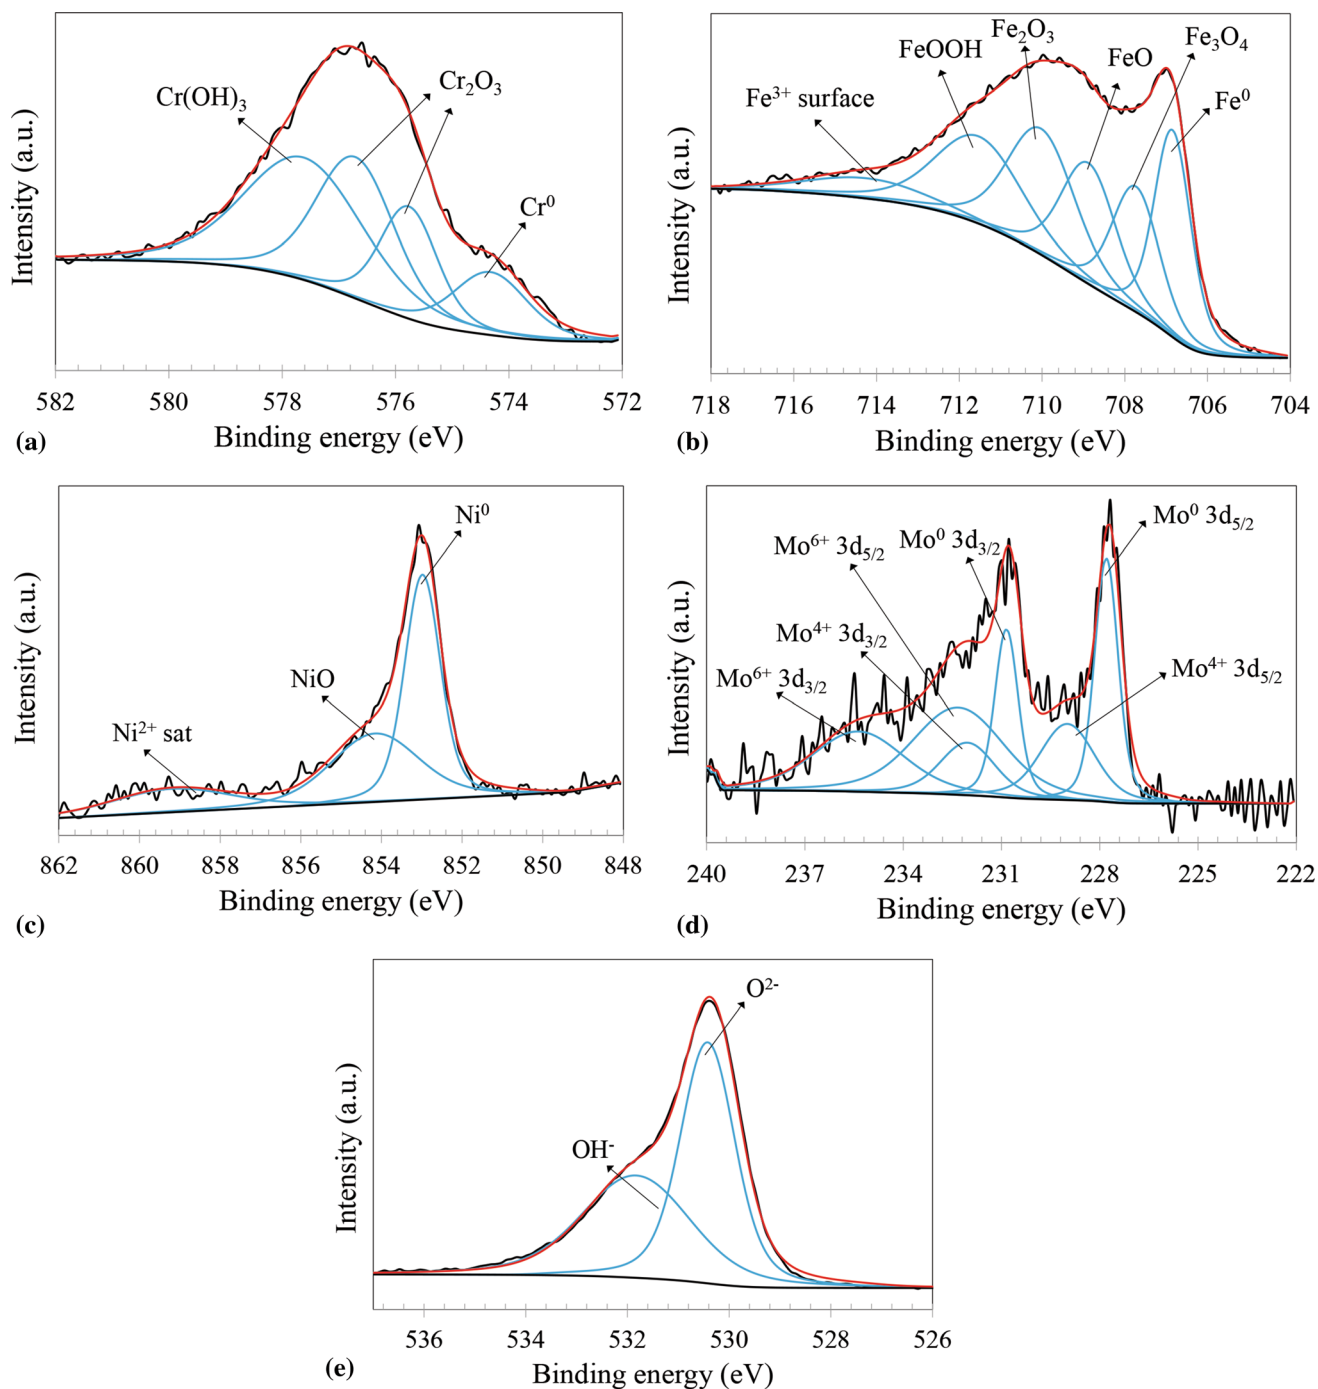 Cr(OH)₃
Cr₂O₃
Cr⁰
Intensity (a.u.)
582 580 578 576 574 572
(a) Binding energy (eV)
Fe³⁺ surface
FeOOH
Fe₂O₃
FeO
Fe₃O₄
Fe⁰
Intensity (a.u.)
718 716 714 712 710 708 706 704
(b) Binding energy (eV)
Ni²⁺ sat
NiO
Ni⁰
Intensity (a.u.)
862 860 858 856 854 852 850 848
Binding energy (eV)
(c)
Mo⁶⁺ 3d₃/₂
Mo⁴⁺ 3d₃/₂
Mo⁶⁺ 3d₅/₂
Mo⁰ 3d₃/₂
Mo⁰ 3d₅/₂
Mo⁴⁺ 3d₅/₂
Intensity (a.u.)
240 237 234 231 228 225 222
Binding energy (eV)
(d)
OH⁻
O²⁻
Intensity (a.u.)
536 534 532 530 528 526
(e) Binding energy (eV)